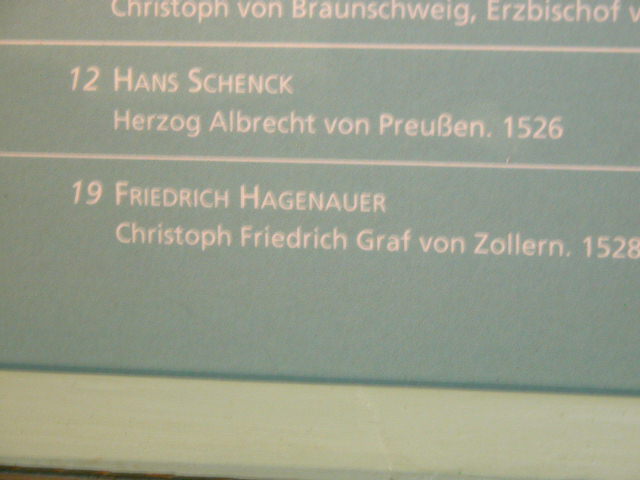 Christoph von Braunschweig, Erzbischof
12 HANS SCHENCK
Herzog Albrecht von Preußen. 1526
19 FRIEDRICH HAGENAUER
Christoph Friedrich Graf von Zollern. 1528